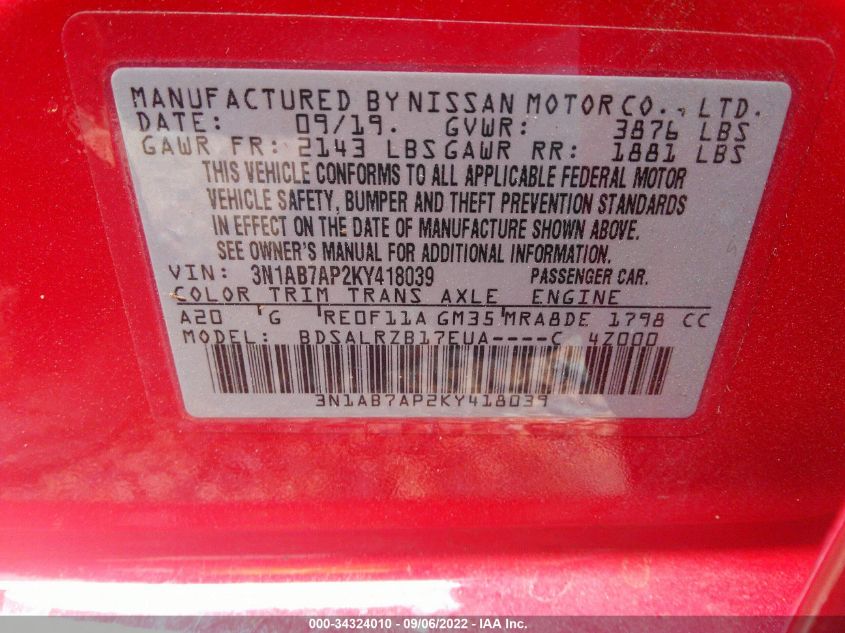 MANUFACTURED BY NISSAN MOTOR CO., LTD.
DATE: 09/19. GVWR: 3876 LBS
GAWR FR: 2143 LBS GAWR RR: 1881 LBS
THIS VEHICLE CONFORMS TO ALL APPLICABLE FEDERAL MOTOR
VEHICLE SAFETY, BUMPER AND THEFT PREVENTION STANDARDS
IN EFFECT ON THE DATE OF MANUFACTURE SHOWN ABOVE.
SEE OWNER'S MANUAL FOR ADDITIONAL INFORMATION.
VIN: 3N1AB7AP2KY418039 PASSENGER CAR.
COLOR TRIM TRANS AXLE ENGINE
A20 G RE0F11A GM35 MRA8DE 1798 CC
MODEL: BDSALRZB17EUA----C 4Z000
3N1AB7AP2KY418039
000-34324010 - 09/06/2022 - IAA Inc.